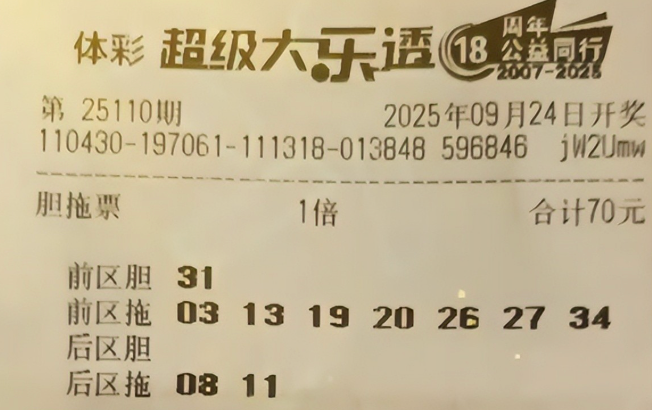 体彩 超级大乐透 18 周年 公益同行 2007-2025
第 25110期 2025年09月24日开奖
110430-197061-111318-013848 596846 jW2Umw
胆拖票 1倍 合计70元
前区胆 31
前区拖 03 13 19 20 26 27 34
后区胆
后区拖 08 11